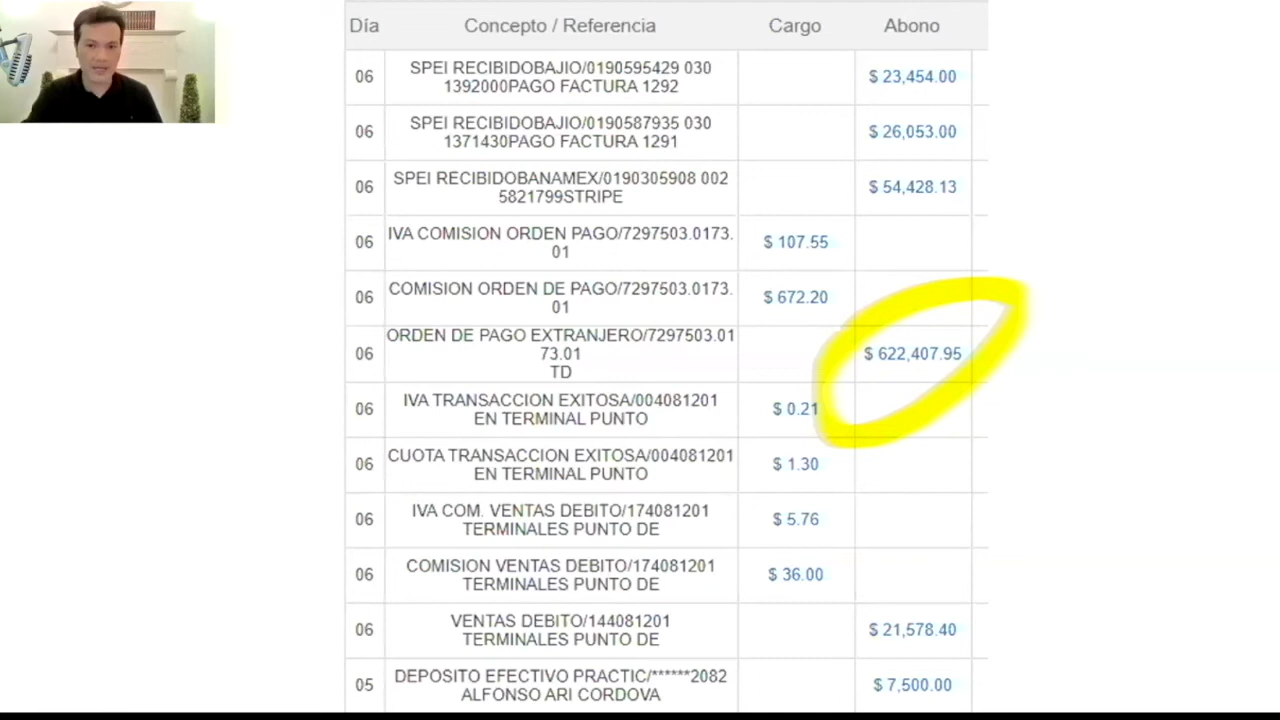 Día Concepto / Referencia Cargo Abono
06 SPEI RECIBIDOBAJIO/0190595429 030 $ 23,454.00
1392000PAGO FACTURA 1292
06 SPEI RECIBIDOBAJIO/0190587935 030 $ 26,053.00
1371430PAGO FACTURA 1291
06 SPEI RECIBIDOBANAMEX/0190305908 002 $ 54,428.13
5821799STRIPE
06 IVA COMISION ORDEN PAGO/7297503.0173. $ 107.55
01
06 COMISION ORDEN DE PAGO/7297503.0173. $ 672.20
01
ORDEN DE PAGO EXTRANJERO/7297503.01
06 73.01 $ 622,407.95
TD
06 IVA TRANSACCION EXITOSA/004081201 $ 0.21
EN TERMINAL PUNTO
06 CUOTA TRANSACCION EXITOSA/004081201 $ 1.30
EN TERMINAL PUNTO
06 IVA COM. VENTAS DEBITO/174081201 $ 5.76
TERMINALES PUNTO DE
06 COMISION VENTAS DEBITO/174081201 $ 36.00
TERMINALES PUNTO DE
06 VENTAS DEBITO/144081201 $ 21,578.40
TERMINALES PUNTO DE
05 DEPOSITO EFECTIVO PRACTIC/******2082 $ 7,500.00
ALFONSO ARI CORDOVA